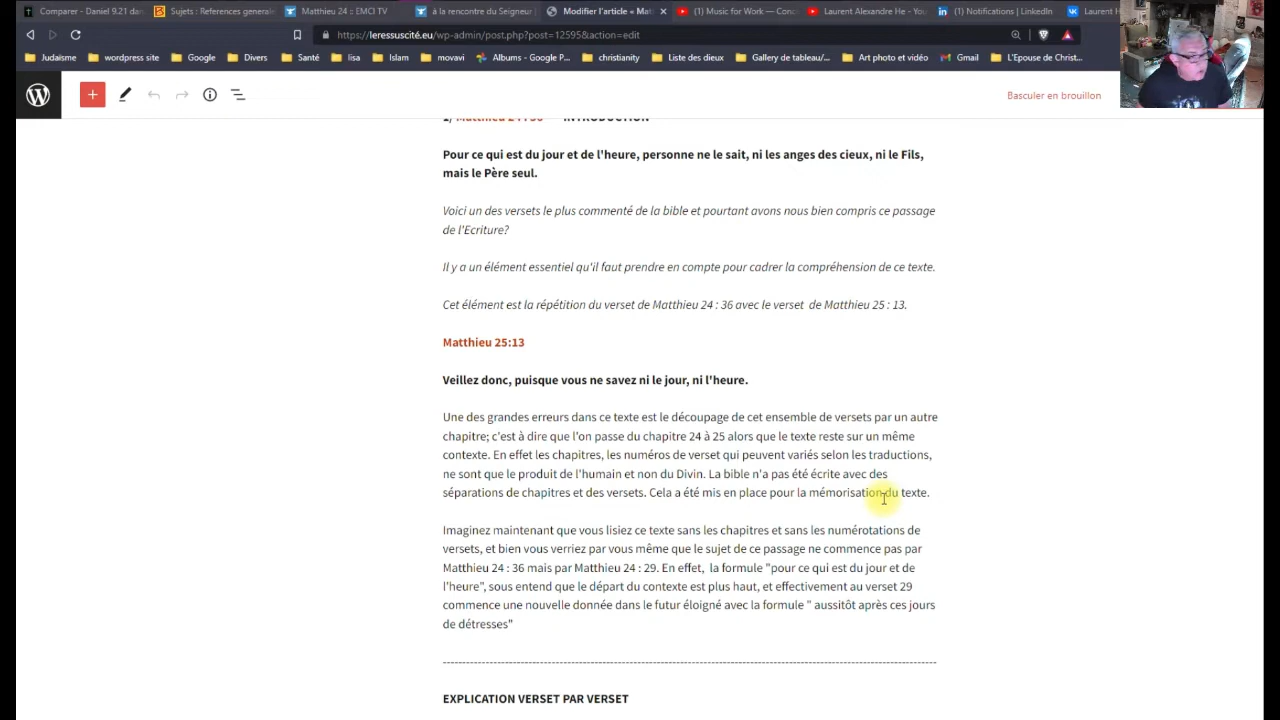 Comparer - Daniel 9.21 dan
Sujets : References generale
Matthieu 24 :: EMCI TV
à la rencontre du Seigneur
Modifier l'article « Mat
(1) Music for Work — Conc
Laurent Alexandre He - You
(1) Notifications | LinkedIn
Laurent H
https://leressuscité.eu/wp-admin/post.php?post=12595&action=edit
Judaïsme
wordpress site
Google
Divers
Santé
lisa
Islam
movavi
Albums - Google P...
christianity
Liste des dieux
Gallery de tableau/...
Art photo et vidéo
Gmail
L'Epouse de Christ...
Basculer en brouillon
1/ Matthieu 24 : 36 — INTRODUCTION
Pour ce qui est du jour et de l'heure, personne ne le sait, ni les anges des cieux, ni le Fils,
mais le Père seul.
Voici un des versets le plus commenté de la bible et pourtant avons nous bien compris ce passage
de l'Ecriture?
Il y a un élément essentiel qu'il faut prendre en compte pour cadrer la compréhension de ce texte.
Cet élément est la répétition du verset de Matthieu 24 : 36 avec le verset de Matthieu 25 : 13.
Matthieu 25:13
Veillez donc, puisque vous ne savez ni le jour, ni l'heure.
Une des grandes erreurs dans ce texte est le découpage de cet ensemble de versets par un autre
chapitre; c'est à dire que l'on passe du chapitre 24 à 25 alors que le texte reste sur un même
contexte. En effet les chapitres, les numéros de verset qui peuvent variés selon les traductions,
ne sont que le produit de l'humain et non du Divin. La bible n'a pas été écrite avec des
séparations de chapitres et des versets. Cela a été mis en place pour la mémorisation du texte.
Imaginez maintenant que vous lisiez ce texte sans les chapitres et sans les numérotations de
versets, et bien vous verriez par vous même que le sujet de ce passage ne commence pas par
Matthieu 24 : 36 mais par Matthieu 24 : 29. En effet, la formule "pour ce qui est du jour et de
l'heure", sous entend que le départ du contexte est plus haut, et effectivement au verset 29
commence une nouvelle donnée dans le futur éloigné avec la formule " aussitôt après ces jours
de détresses"
----------------------------------------------------------------------------------------------------
EXPLICATION VERSET PAR VERSET